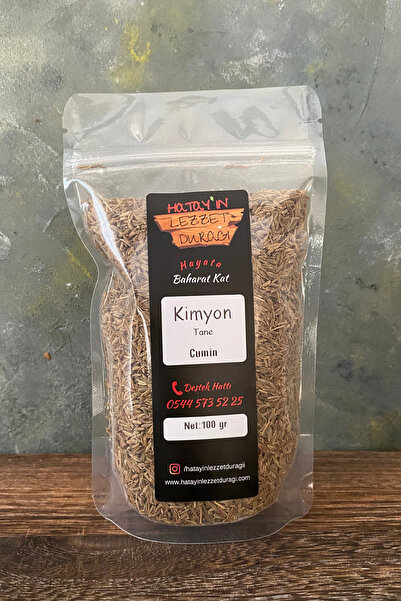 HATAY'IN
LEZZET
DURAĞI
Hayata
Baharat Kat
Kimyon
Tane
Cumin
Destek Hattı
0544 573 52 25
Net:100 gr
/hatayinlezzetduragii
www.hatayinlezzetduragi.com